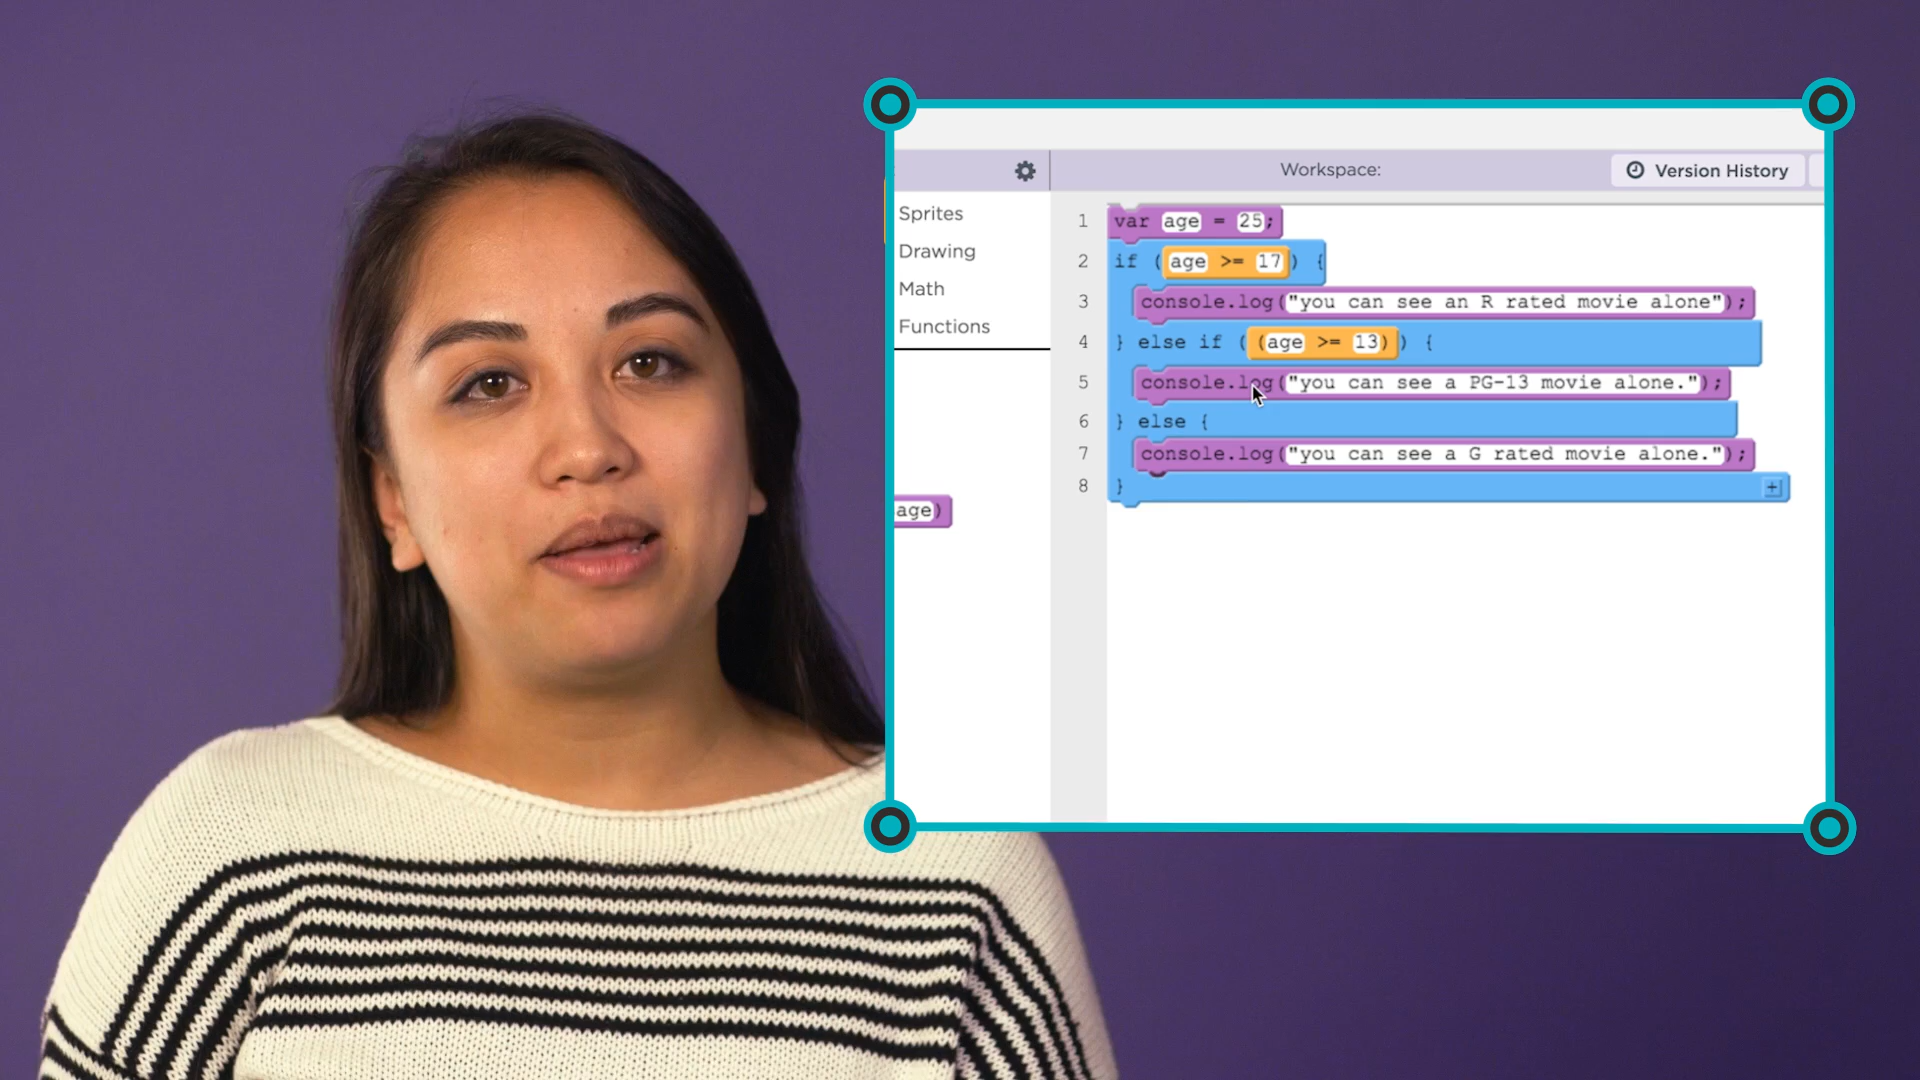 Workspace:
Version History
Sprites
Drawing
Math
Functions
age)
1 var age = 25;
2 if (age >= 17) {
3 console.log("you can see an R rated movie alone");
4 } else if ((age >= 13)) {
5 console.log("you can see a PG-13 movie alone.");
6 } else {
7 console.log("you can see a G rated movie alone.");
8 }
+